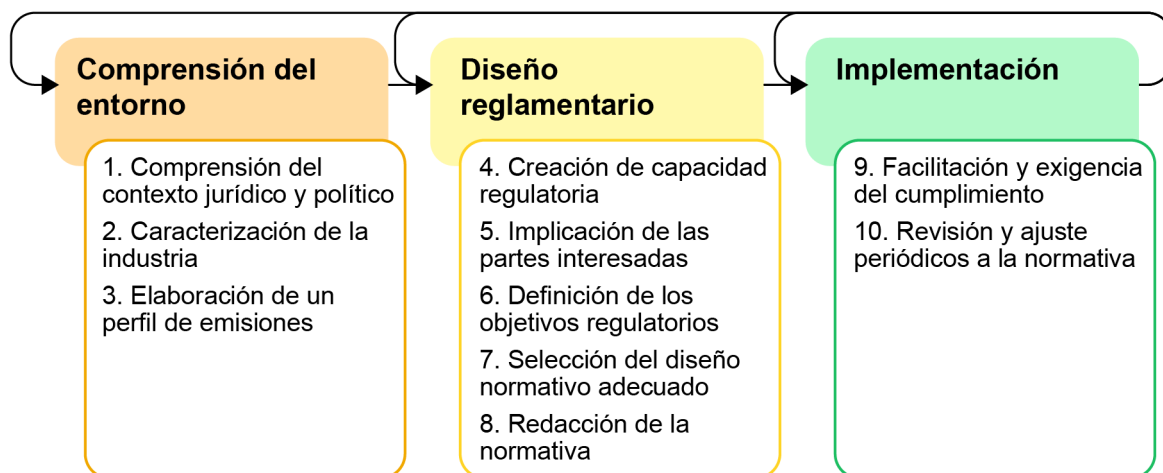 Comprensión del
entorno
1. Comprensión del
contexto jurídico y político
2. Caracterización de la
industria
3. Elaboración de un
perfil de emisiones
Diseño
reglamentario
4. Creación de capacidad
regulatoria
5. Implicación de las
partes interesadas
6. Definición de los
objetivos regulatorios
7. Selección del diseño
normativo adecuado
8. Redacción de la
normativa
Implementación
9. Facilitación y exigencia
del cumplimiento
10. Revisión y ajuste
periódicos a la normativa